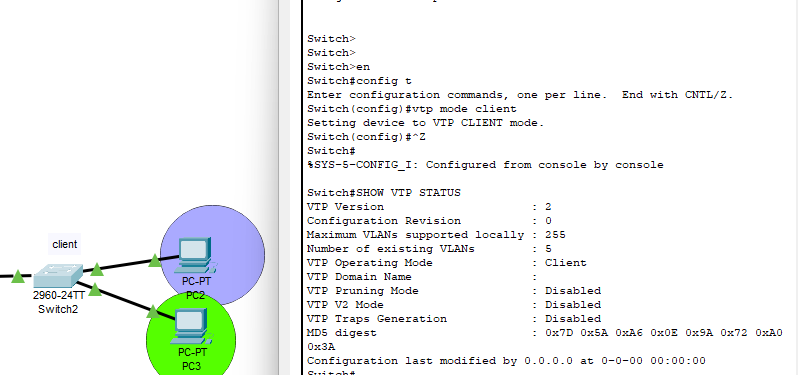 Switch>
Switch>
Switch>en
Switch#config t
Enter configuration commands, one per line.  End with CNTL/Z.
Switch(config)#vtp mode client
Setting device to VTP CLIENT mode.
Switch(config)#^Z
Switch#
%SYS-5-CONFIG_I: Configured from console by console
Switch#SHOW VTP STATUS
VTP Version                     : 2
Configuration Revision          : 0
Maximum VLANs supported locally : 255
Number of existing VLANs        : 5
VTP Operating Mode              : Client
VTP Domain Name                 :
VTP Pruning Mode                : Disabled
VTP V2 Mode                     : Disabled
VTP Traps Generation            : Disabled
MD5 digest                      : 0x7D 0x5A 0xA6 0x0E 0x9A 0x72 0xA0
0x3A
Configuration last modified by 0.0.0.0 at 0-0-00 00:00:00
Switch#
client
2960-24TT
Switch2
PC-PT
PC2
PC-PT
PC3